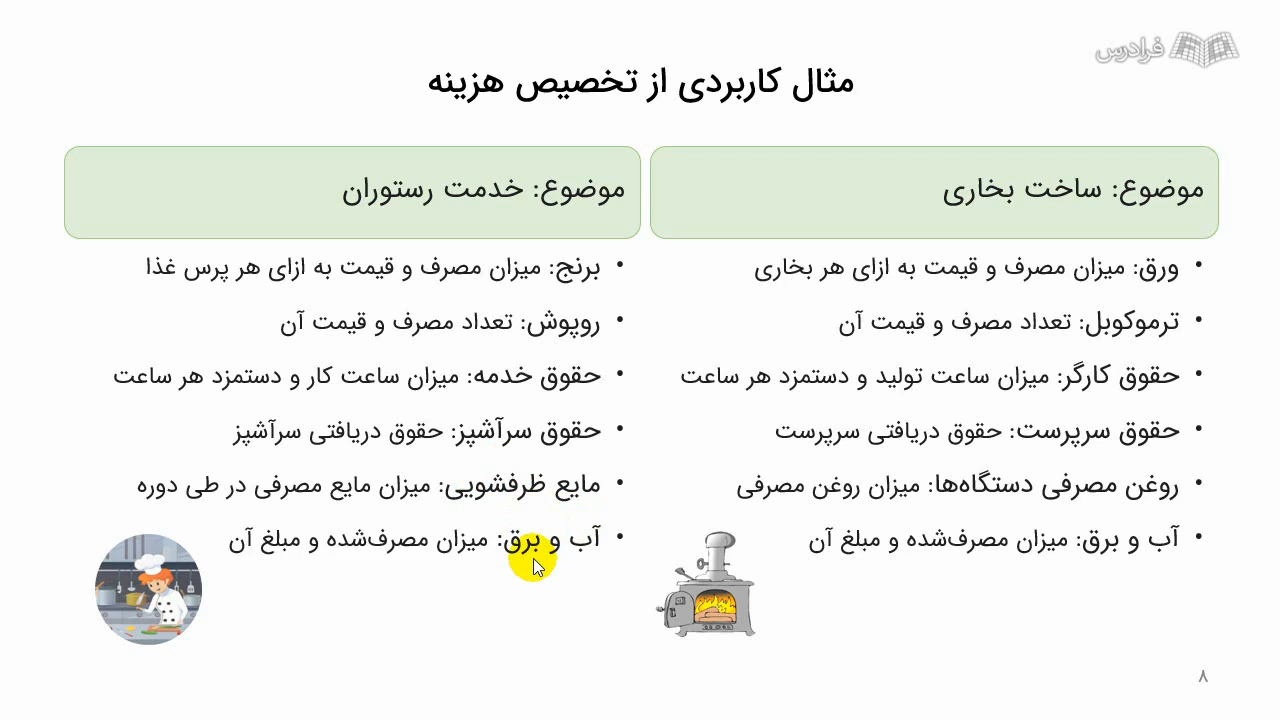 فرادرس
مثال کاربردی از تخصیص هزینه
موضوع: ساخت بخاری
• ورق: میزان مصرف و قیمت به ازای هر بخاری
• ترموکوبل: تعداد مصرف و قیمت آن
• حقوق کارگر: میزان ساعت تولید و دستمزد هر ساعت
• حقوق سرپرست: حقوق دریافتی سرپرست
• روغن مصرفی دستگاه‌ها: میزان روغن مصرفی
• آب و برق: میزان مصرف‌شده و مبلغ آن
موضوع: خدمت رستوران
• برنج: میزان مصرف و قیمت به ازای هر پرس غذا
• روپوش: تعداد مصرف و قیمت آن
• حقوق خدمه: میزان ساعت کار و دستمزد هر ساعت
• حقوق سرآشپز: حقوق دریافتی سرآشپز
• مایع ظرفشویی: میزان مایع مصرفی در طی دوره
• آب و برق: میزان مصرف‌شده و مبلغ آن
۸